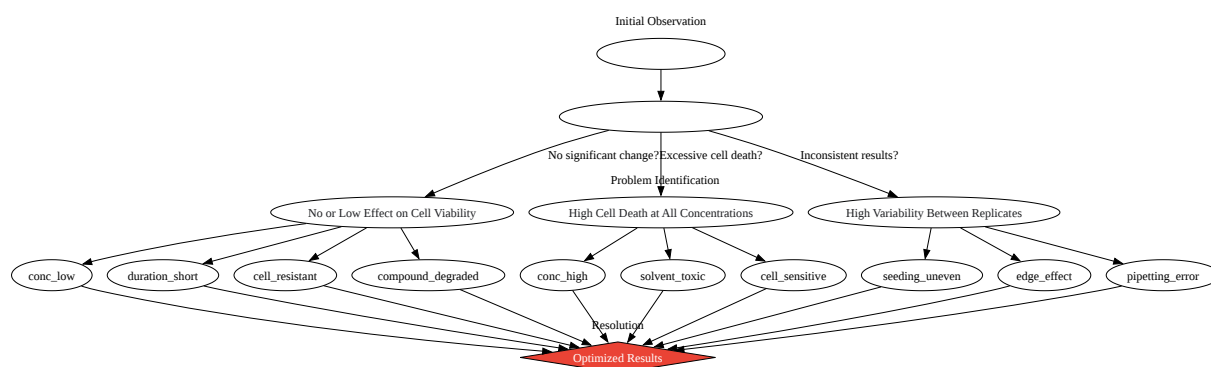 Initial Observation
No significant change?
Excessive cell death?
Inconsistent results?
Problem Identification
No or Low Effect on Cell Viability
High Cell Death at All Concentrations
High Variability Between Replicates
conc_low
duration_short
cell_resistant
compound_degraded
conc_high
solvent_toxic
cell_sensitive
seeding_uneven
edge_effect
pipetting_error
Resolution
Optimized Results